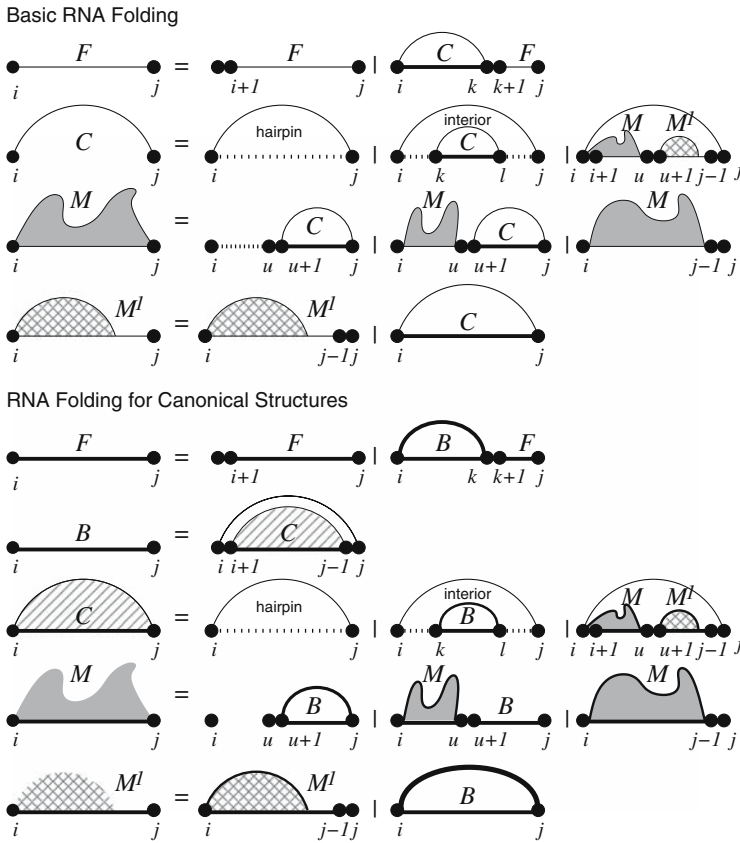 Basic RNA Folding
F = F | C F
i j i+1 j i k k+1 j
C = hairpin | interior C | M M¹
i j i j i k l j i i+1 u u+1 j-1 j
M = C | M C | M
i j i u u+1 j i u u+1 j i j-1 j
M¹ = M¹ | C
i j i j-1 j i j
RNA Folding for Canonical Structures
F = F | B F
i j i+1 j i k k+1 j
B = C
i j i i+1 j-1 j
C = hairpin | interior B | M M¹
i j i j i k l j i i+1 u u+1 j-1 j
M = B | M B | M
i j i u u+1 j i u u+1 j i j-1 j
M¹ = M¹ | B
i j i j-1 j i j